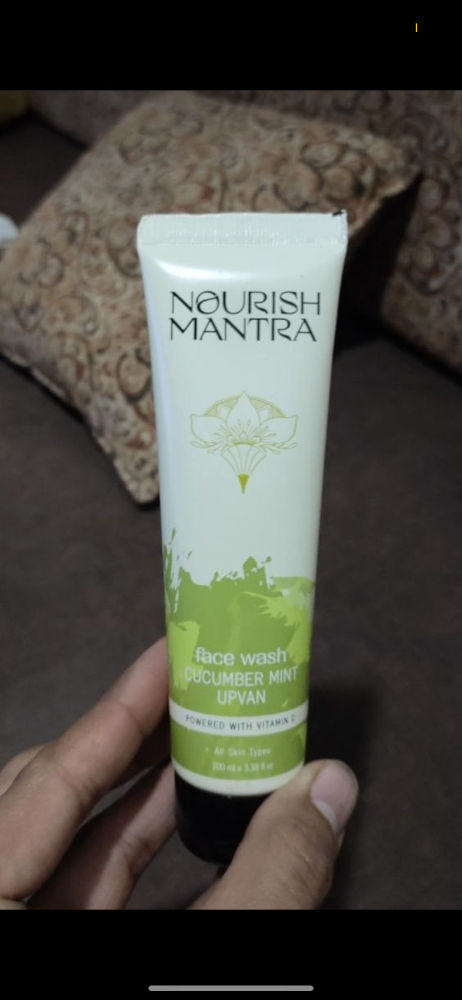 NOURISH
MANTRA
face wash
CUCUMBER MINT
UPVAN
POWERED WITH VITAMIN C
All Skin Types
100 ml e 3.38 fl oz